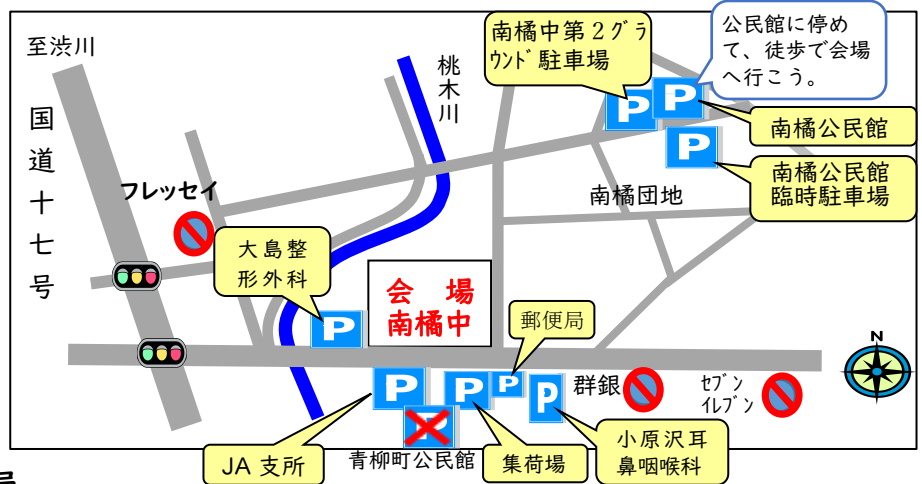 至渋川
国道十七号
フレッセイ
桃木川
南橘中第２グラ
ウンド駐車場
公民館に停め
て、徒歩で会場
へ行こう。
P
P
南橘公民館
P
南橘公民館
臨時駐車場
南橘団地
大島整
形外科
P
会　場
南橘中
郵便局
N
P
P
P
P
群銀
セブン
イレブン
P
青柳町公民館
JA 支所
集荷場
小原沢耳
鼻咽喉科